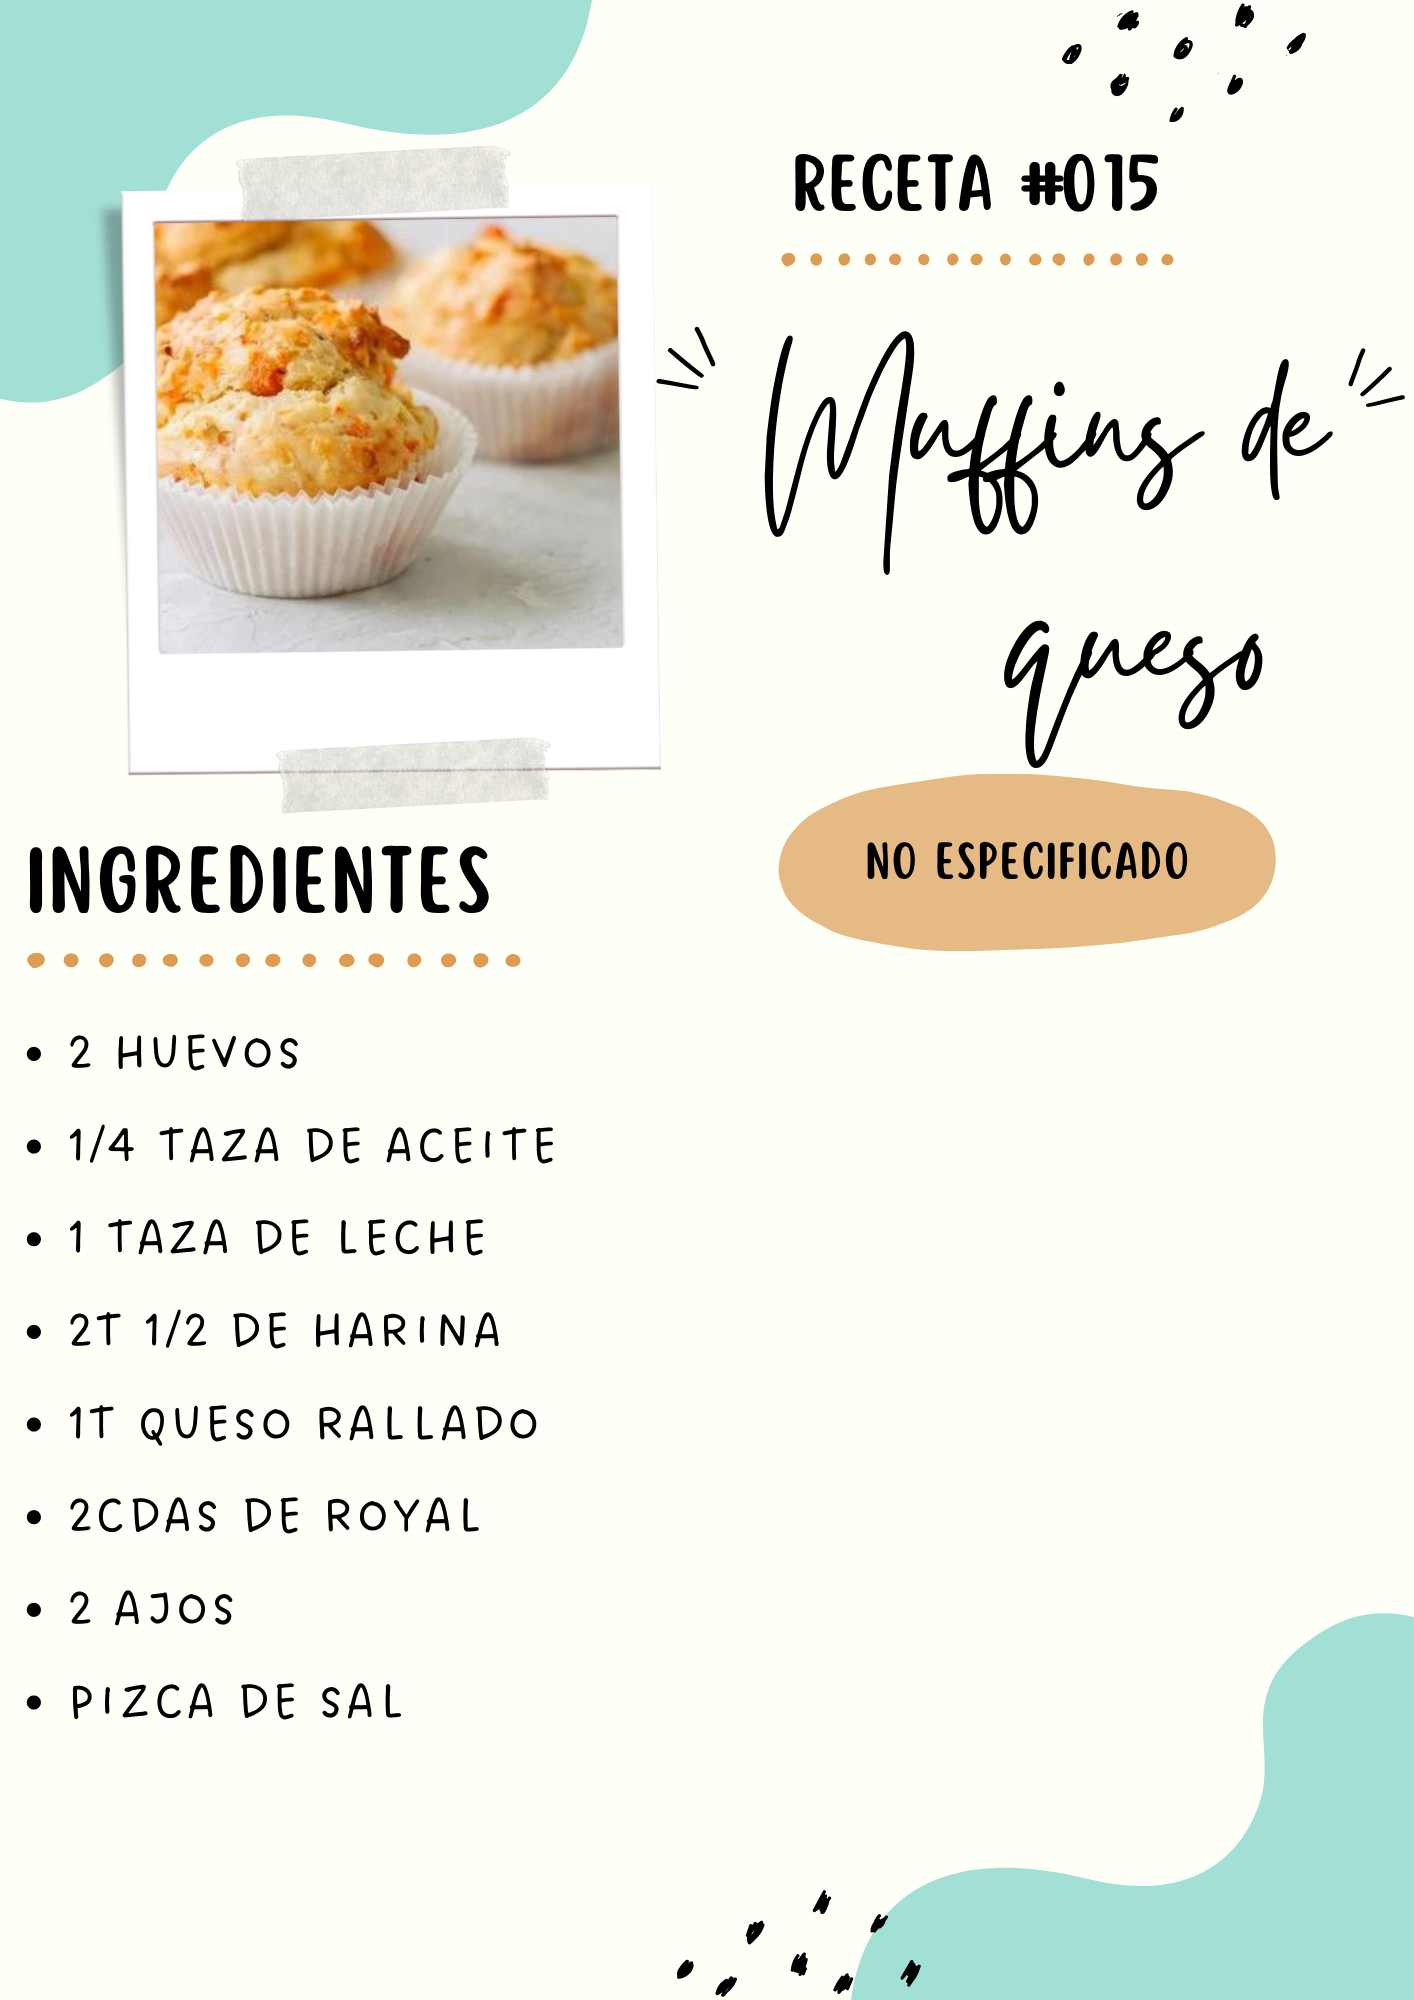 RECETA #015
Muffins de
queso
NO ESPECIFICADO
INGREDIENTES
• 2 HUEVOS
• 1/4 TAZA DE ACEITE
• 1 TAZA DE LECHE
• 2T 1/2 DE HARINA
• 1T QUESO RALLADO
• 2CDAS DE ROYAL
• 2 AJOS
• PIZCA DE SAL